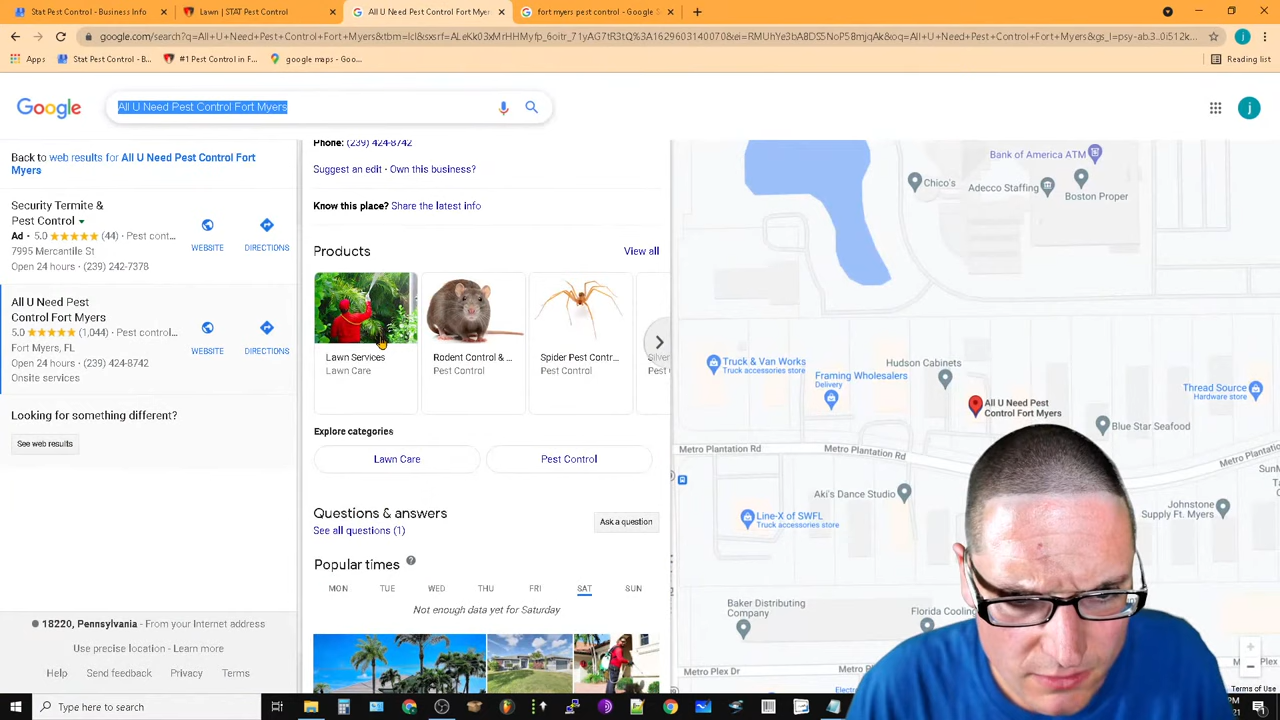 Stat Pest Control - Business Info
Lawn | STAT Pest Control
All U Need Pest Control Fort Myer
fort myers pest control - Google S
Apps
Stat Pest Control - B...
#1 Pest Control in F...
google maps - Goo...
Reading list
Google
All U Need Pest Control Fort Myers
j
Back to web results for All U Need Pest Control Fort
Myers
Security Termite &
Pest Control
Ad • 5.0 (44) · Pest cont...
7995 Mercantile St
Open 24 hours · (239) 242-7378
WEBSITE
DIRECTIONS
All U Need Pest
Control Fort Myers
5.0 (1,044) · Pest control...
Fort Myers, FL
Open 24 hours · (239) 424-8742
Onsite services
WEBSITE
DIRECTIONS
Looking for something different?
See web results
18220, Pennsylvania - From your Internet address
Use precise location - Learn more
Help
Send feedback
Privacy
Terms
Phone: (239) 424-8742
Suggest an edit · Own this business?
Know this place? Share the latest info
Products
View all
Lawn Services
Lawn Care
Rodent Control & ...
Pest Control
Spider Pest Contr...
Pest Control
Explore categories
Lawn Care
Pest Control
Questions & answers
See all questions (1)
Ask a question
Popular times
MON
TUE
WED
THU
FRI
SAT
SUN
Not enough data yet for Saturday
Bank of America ATM
Chico's
Adecco Staffing
Boston Proper
Truck & Van Works
Truck accessories store
Hudson Cabinets
Framing Wholesalers
Delivery
Thread Source
Hardware store
All U Need Pest
Control Fort Myers
Blue Star Seafood
Metro Plantation Rd
Metro Plantation Rd
Aki's Dance Studio
Line-X of SWFL
Truck accessories store
Johnstone
Supply Ft. Myers
Baker Distributing
Company
Florida Cooling
Metro Plex Dr
Terms of Use
Type here to search